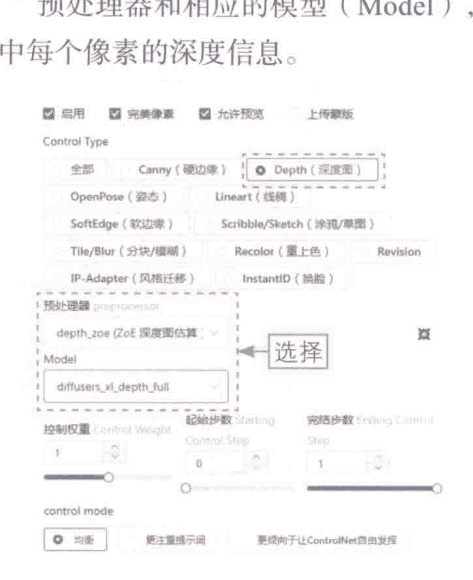 预处理器和相应的模型（Model），
中每个像素的深度信息。
启用 完美像素 允许预览 上传蒙版
Control Type
全部 Canny（硬边缘） Depth（深度图）
OpenPose（姿态） Lineart（线稿）
SoftEdge（软边缘） Scribble/Sketch（涂鸦/草图）
Tile/Blur（分块/模糊） Recolor（重上色） Revision
IP-Adapter（风格迁移） InstantID（换脸）
预处理器 preprocessor
depth_zoe (ZoE 深度图估算
选择
Model
diffusers_xl_depth_full
控制权重 Control Weight 起始步数 Starting Control Step 完结步数 Ending Control Step
1 0 1
control mode
均衡 更注重提示词 更倾向于让ControlNet自由发挥